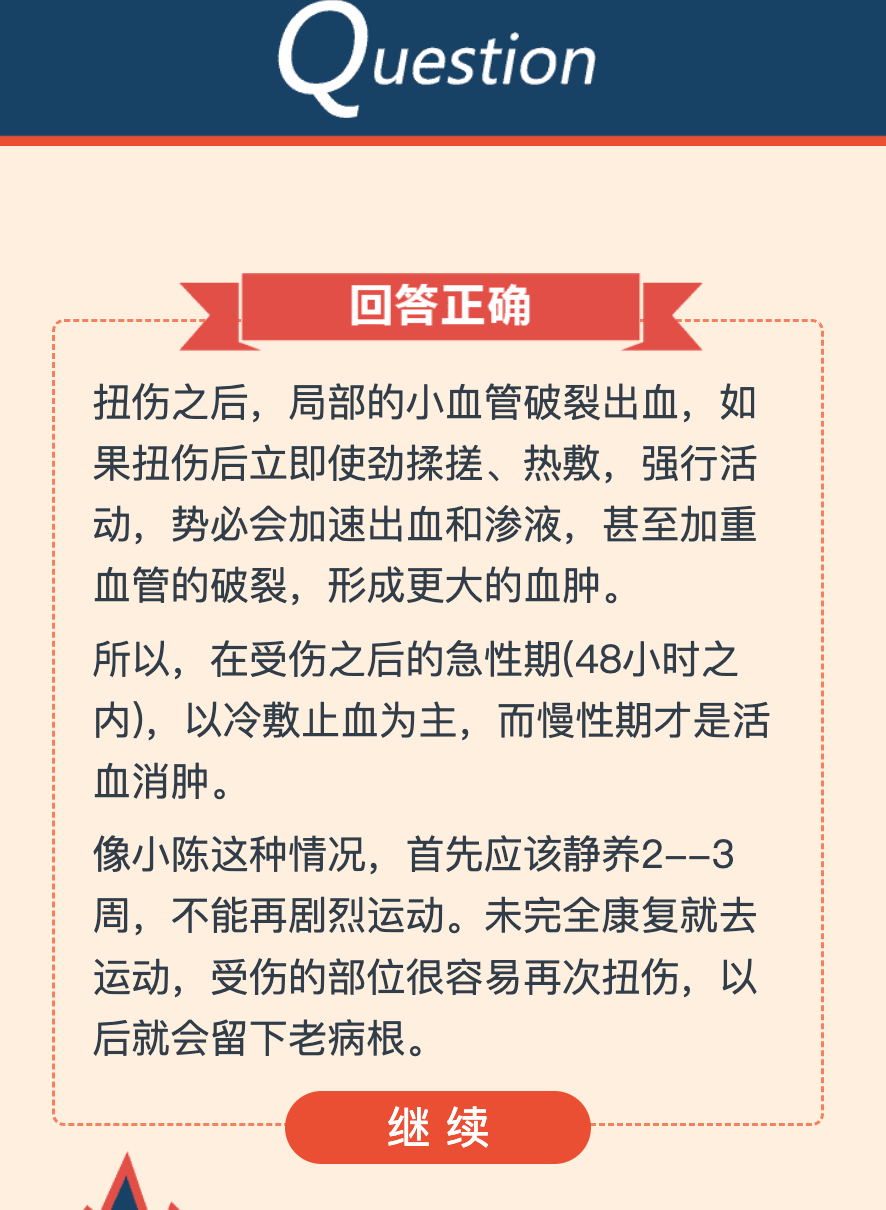 Question
回答正确
扭伤之后，局部的小血管破裂出血，如
果扭伤后立即使劲揉搓、热敷，强行活
动，势必会加速出血和渗液，甚至加重
血管的破裂，形成更大的血肿。
所以，在受伤之后的急性期(48小时之
内)，以冷敷止血为主，而慢性期才是活
血消肿。
像小陈这种情况，首先应该静养2--3
周，不能再剧烈运动。未完全康复就去
运动，受伤的部位很容易再次扭伤，以
后就会留下老病根。
继 续